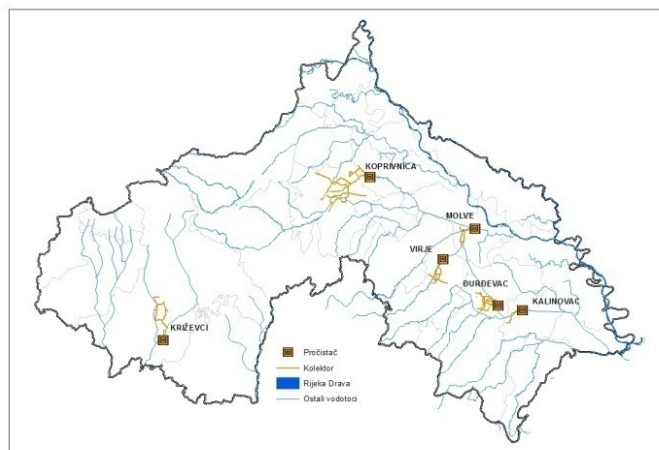 KOPRIVNICA
MOLVE
VIRJE
ĐURĐEVAC
KALINOVAC
KRIŽEVCI
Pročistač
Kolektor
Rijeka Drava
Ostali vodotoci